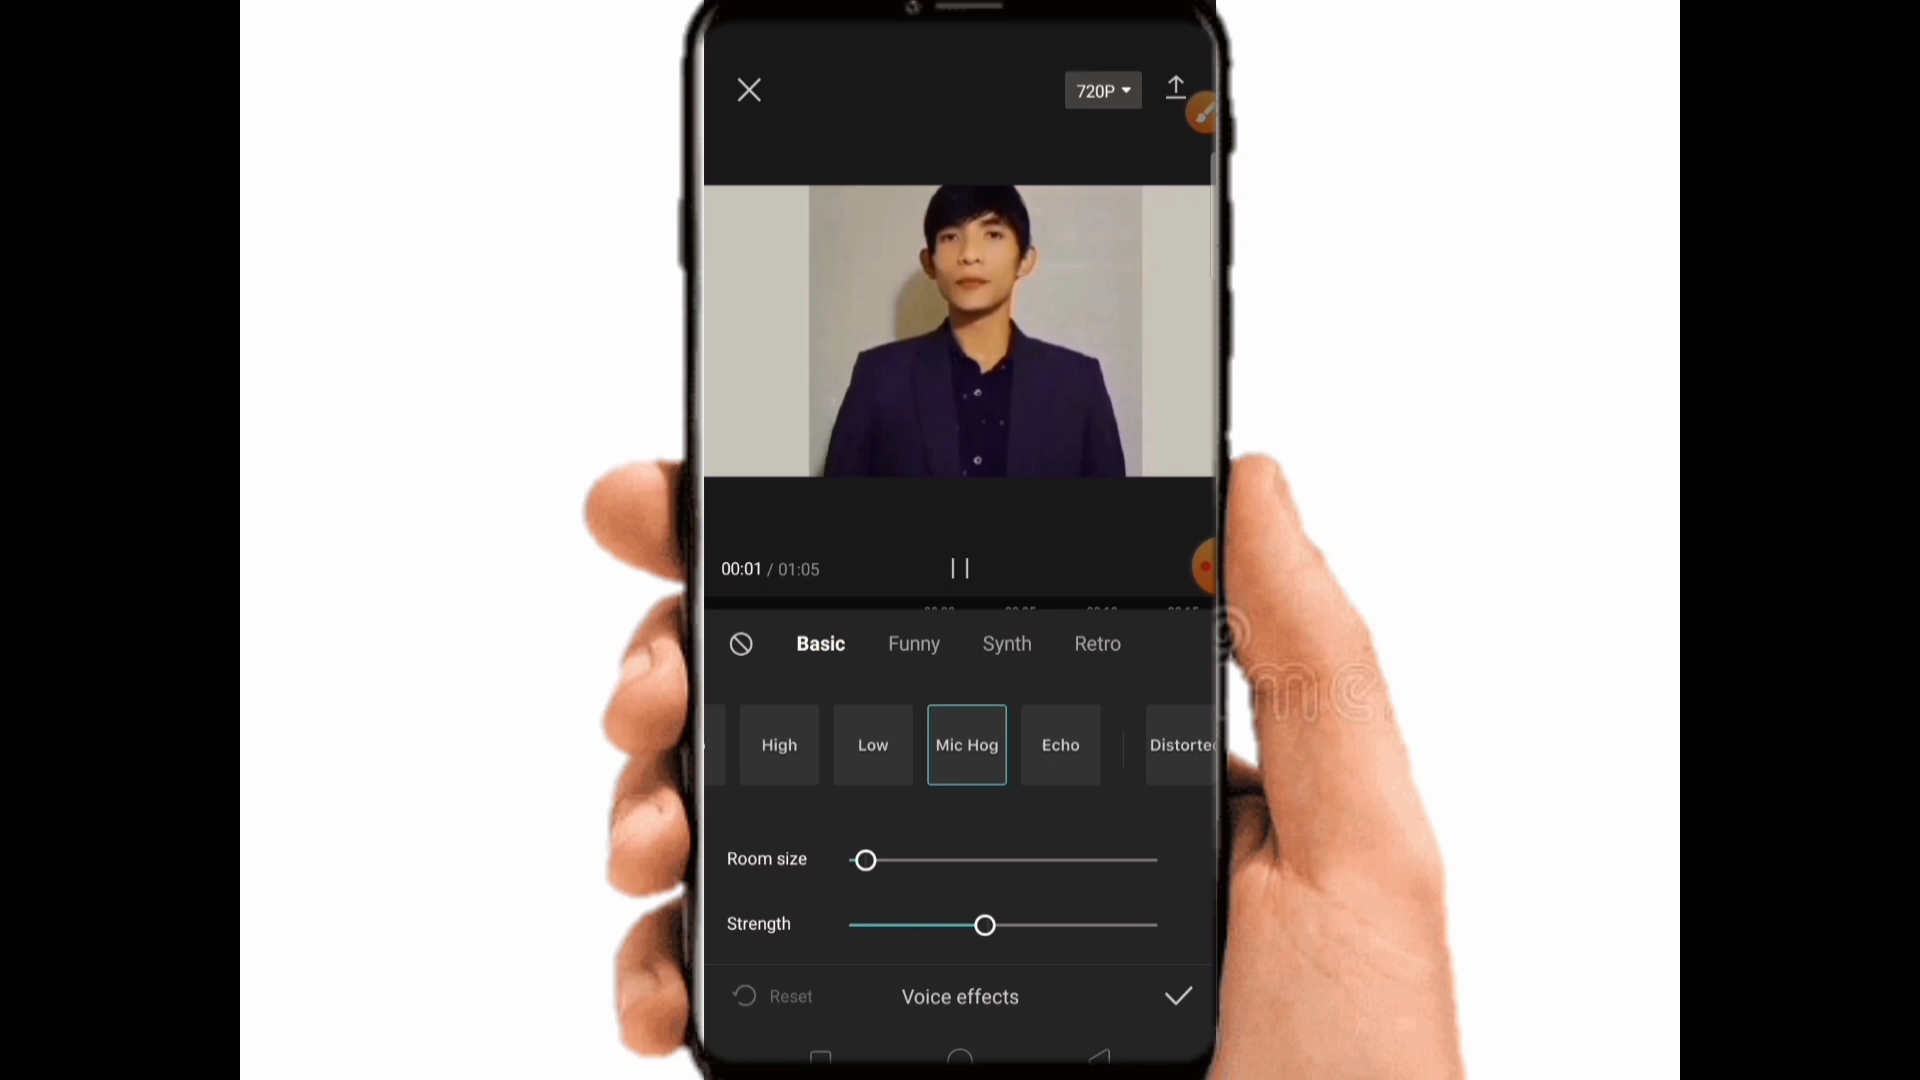 720P
00:01 / 01:05
Basic Funny Synth Retro
High Low Mic Hog Echo Distorte
Room size
Strength
Reset Voice effects